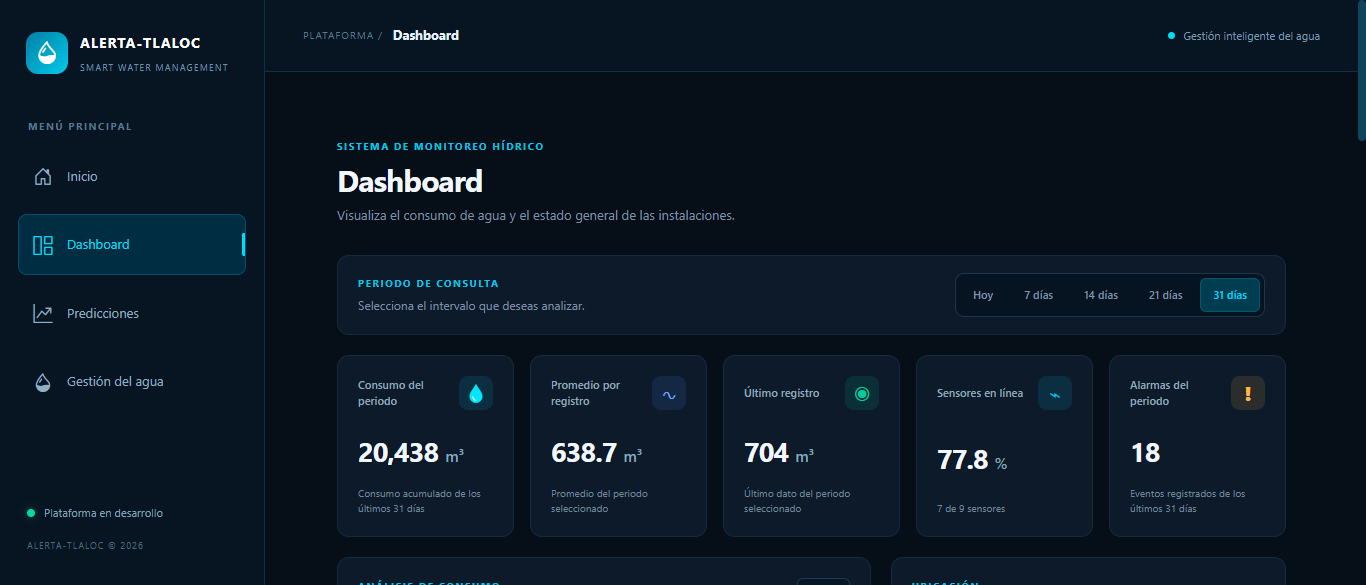 ALERTA-TLALOC
SMART WATER MANAGEMENT
MENÚ PRINCIPAL
Inicio
Dashboard
Predicciones
Gestión del agua
Plataforma en desarrollo
ALERTA-TLALOC © 2026
PLATAFORMA / Dashboard
Gestión inteligente del agua
SISTEMA DE MONITOREO HÍDRICO
Dashboard
Visualiza el consumo de agua y el estado general de las instalaciones.
PERIODO DE CONSULTA
Selecciona el intervalo que deseas analizar.
Hoy 7 días 14 días 21 días 31 días
Consumo del
periodo
20,438 m³
Consumo acumulado de los
últimos 31 días
Promedio por
registro
638.7 m³
Promedio del periodo
seleccionado
Último registro
704 m³
Último dato del periodo
seleccionado
Sensores en línea
77.8 %
7 de 9 sensores
Alarmas del
periodo
18
Eventos registrados de los
últimos 31 días
ANÁLISIS DE CONSUMO
UBICACIÓN